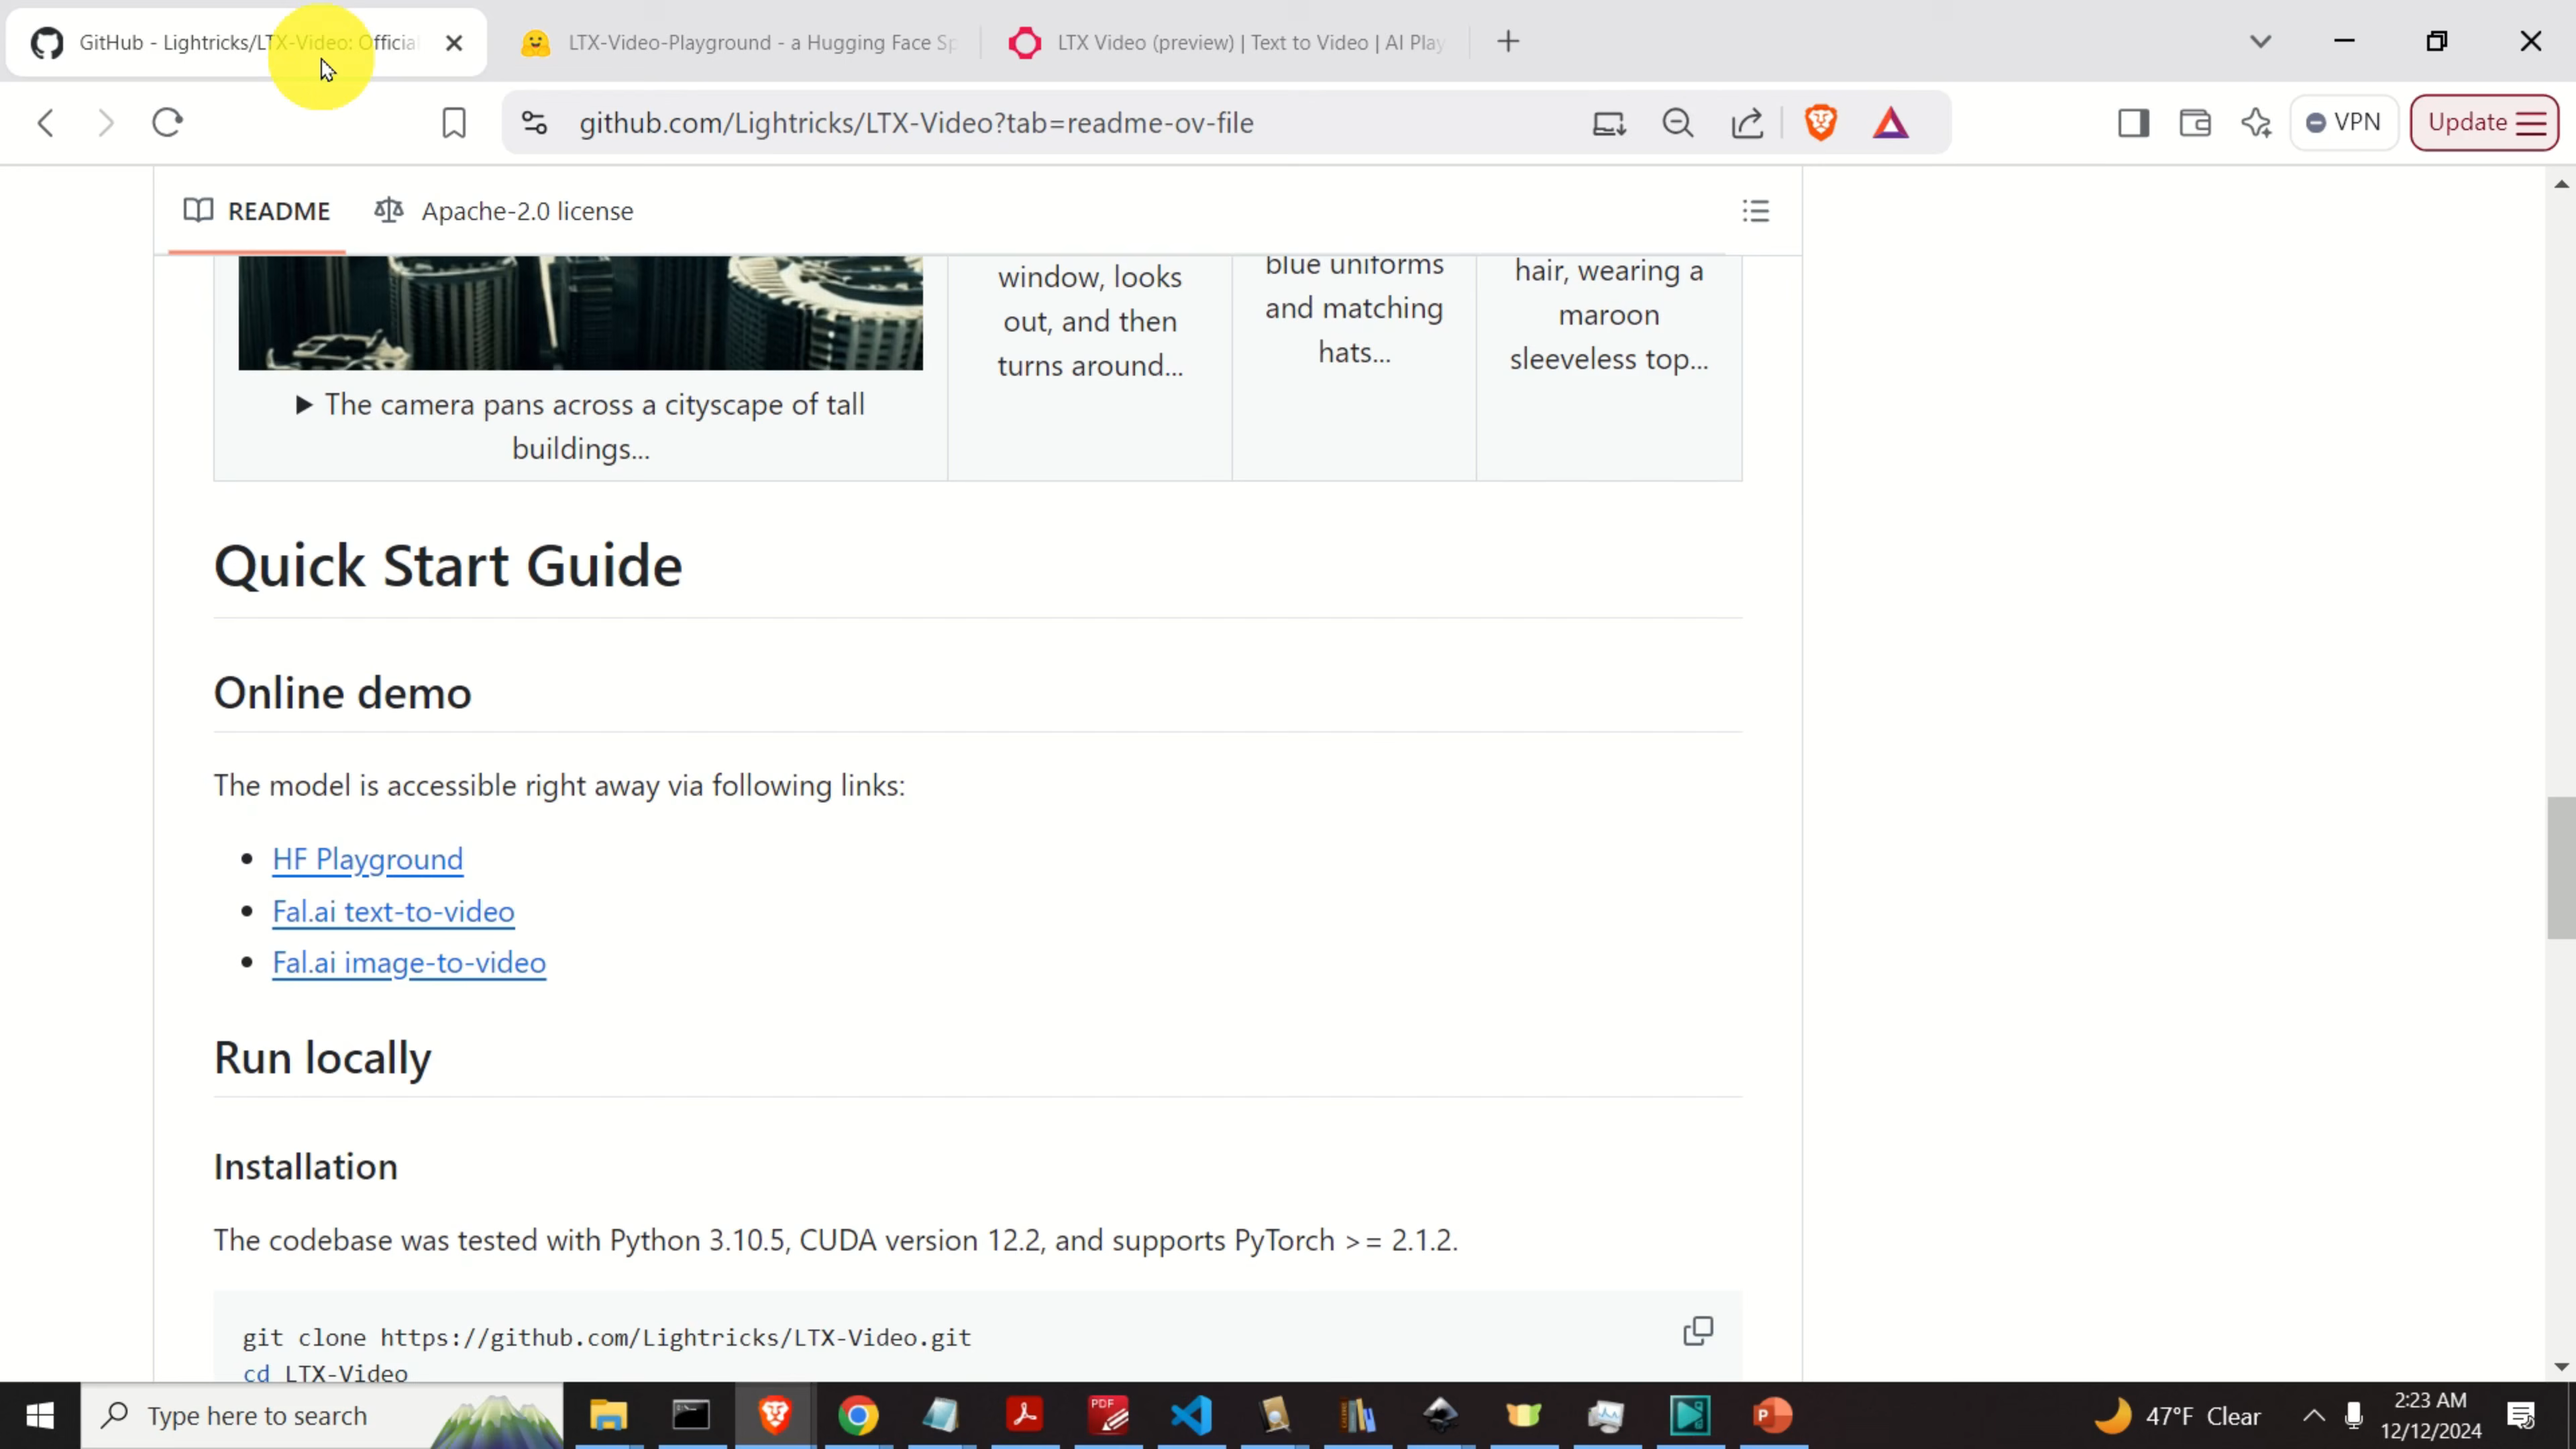 GitHub - Lightricks/LTX-Video: Official
LTX-Video-Playground - a Hugging Face Sp
LTX Video (preview) | Text to Video | AI Play
github.com/Lightricks/LTX-Video?tab=readme-ov-file
VPN
Update
README
Apache-2.0 license
window, looks
out, and then
turns around...
blue uniforms
and matching
hats...
hair, wearing a
maroon
sleeveless top...
The camera pans across a cityscape of tall
buildings...
Quick Start Guide
Online demo
The model is accessible right away via following links:
HF Playground
Fal.ai text-to-video
Fal.ai image-to-video
Run locally
Installation
The codebase was tested with Python 3.10.5, CUDA version 12.2, and supports PyTorch >= 2.1.2.
git clone https://github.com/Lightricks/LTX-Video.git
cd LTX-Video
Type here to search
PDF
47°F Clear
2:23 AM
12/12/2024